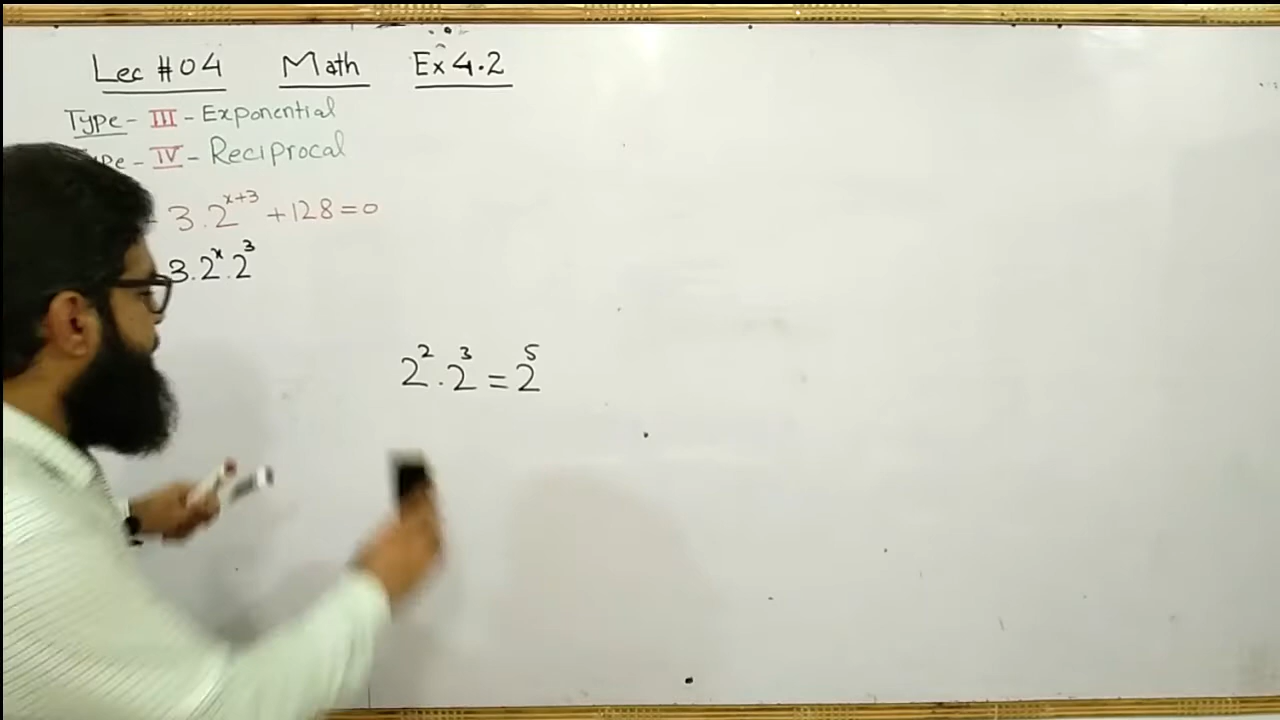 Lec # 04 Math Ex 4.2
Type - III - Exponential
ype - IV - Reciprocal
- 3.2^{x+3} + 128 = 0
3.2^x.2^3
2^2.2^3 = 2^5